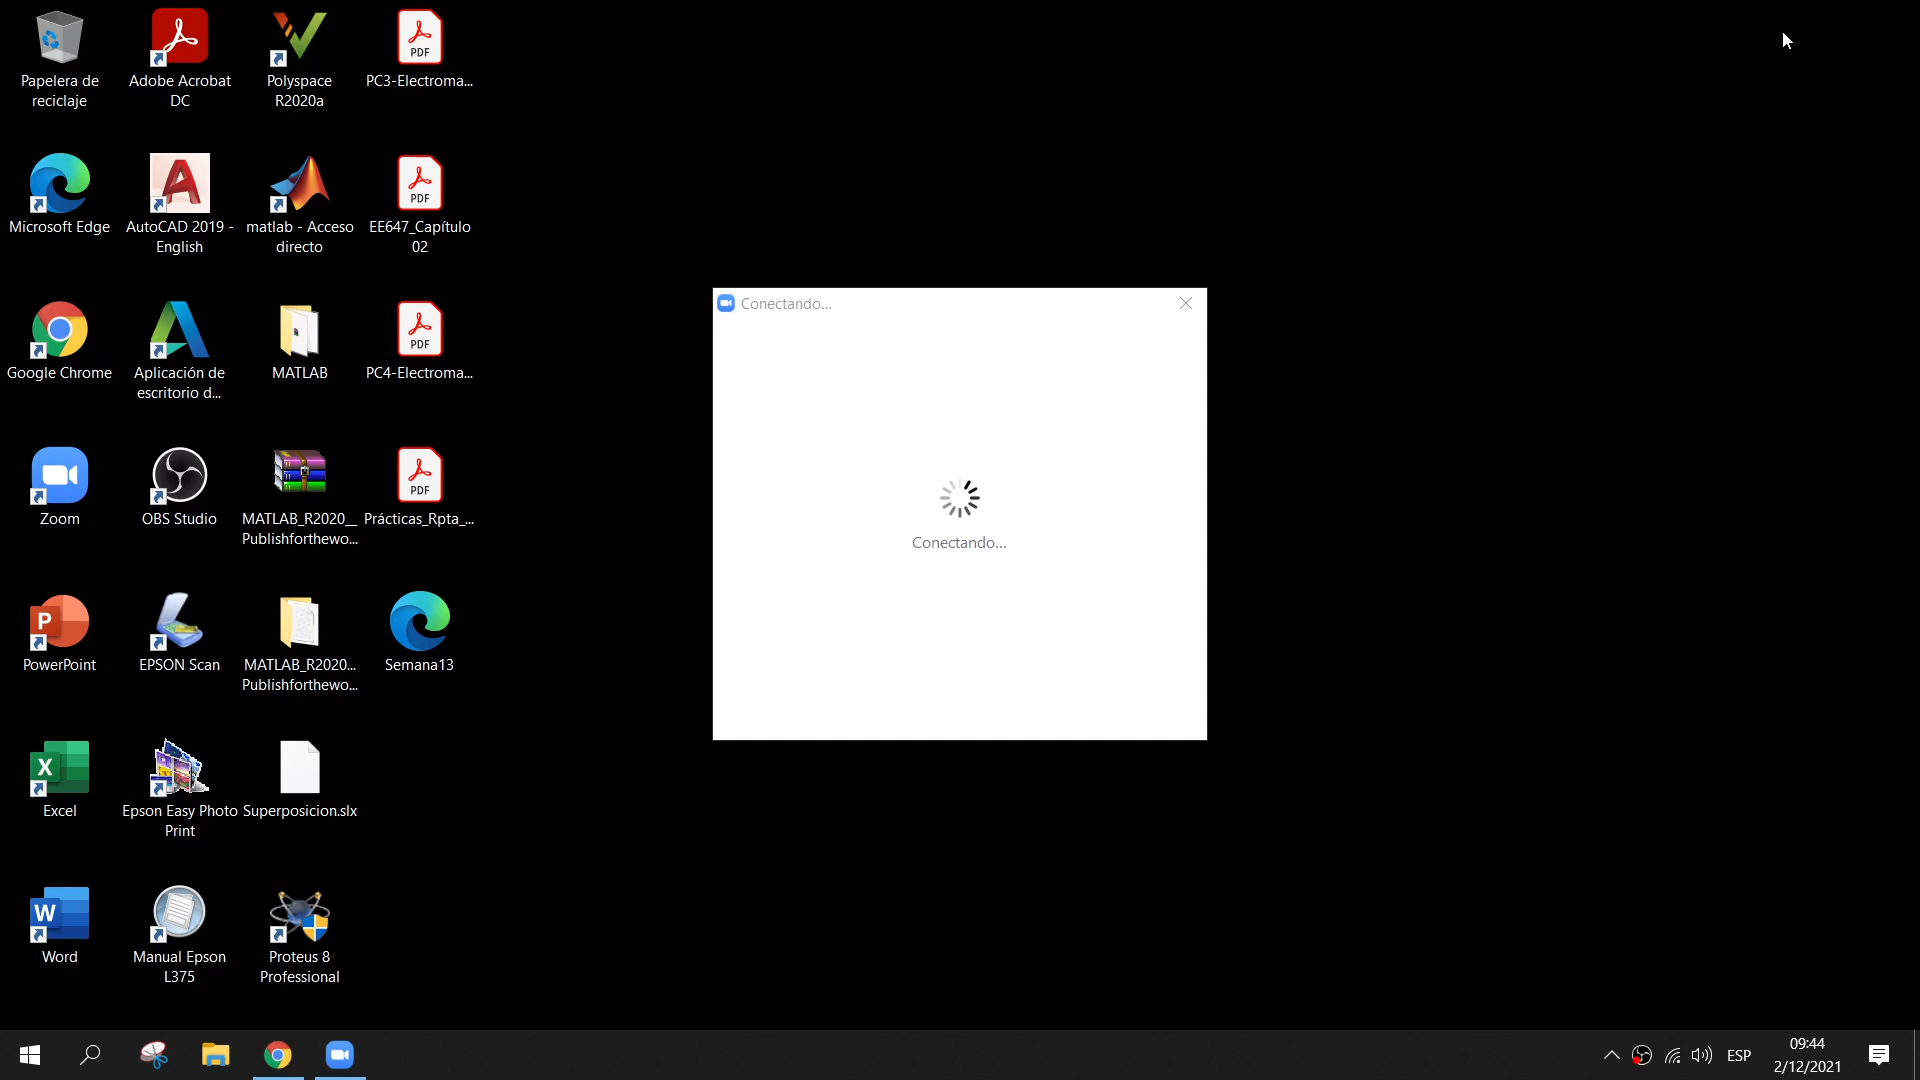 Papelera de
reciclaje
Adobe Acrobat
DC
Polyspace
R2020a
PDF
PC3-Electroma...
Microsoft Edge
AutoCAD 2019 -
English
matlab - Acceso
directo
PDF
EE647_Capítulo
02
Google Chrome
Aplicación de
escritorio d...
MATLAB
PDF
PC4-Electroma...
Zoom
OBS Studio
MATLAB_R2020__
Publishforthewo...
PDF
Prácticas_Rpta_...
P
PowerPoint
EPSON Scan
MATLAB_R2020...
Publishforthewo...
Semana13
X
Excel
Epson Easy Photo
Print
Superposicion.slx
W
Word
Manual Epson
L375
Proteus 8
Professional
Conectando...
Conectando...
ESP
09:44
2/12/2021